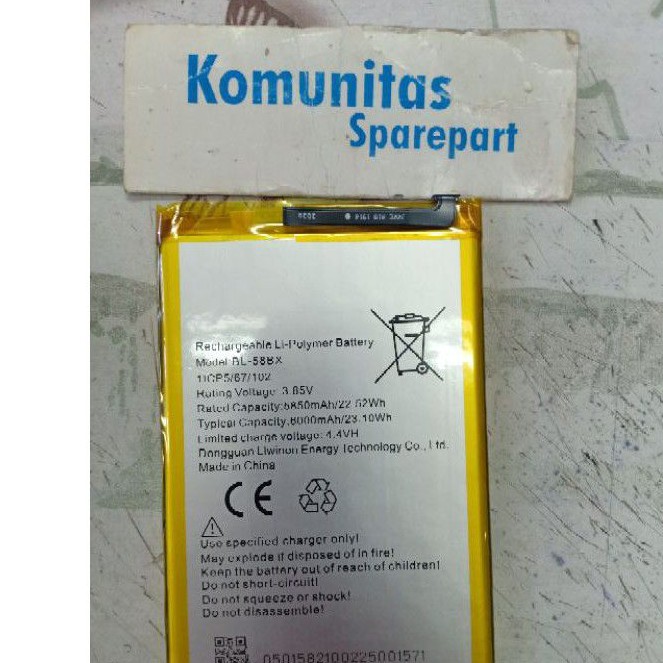 Komunitas
Sparepart
Rechargeable Li-Polymer Battery
Model:BL-58BX
1ICP5/67/102
Rating Voltage: 3.85V
Rated Capacity:5850mAh/22.52Wh
Typical Capacity:6000mAh/23.10Wh
Limited charge voltage: 4.4VH
Dongguan Liwinon Energy Technology Co., Ltd.
Made in China
CE
Use specified charger only!
May explode if disposed of in fire!
Keep the battery out of reach of children!
Do not short-circuit!
Do not squeeze or shock!
Do not disassemble!
0501582100225001571